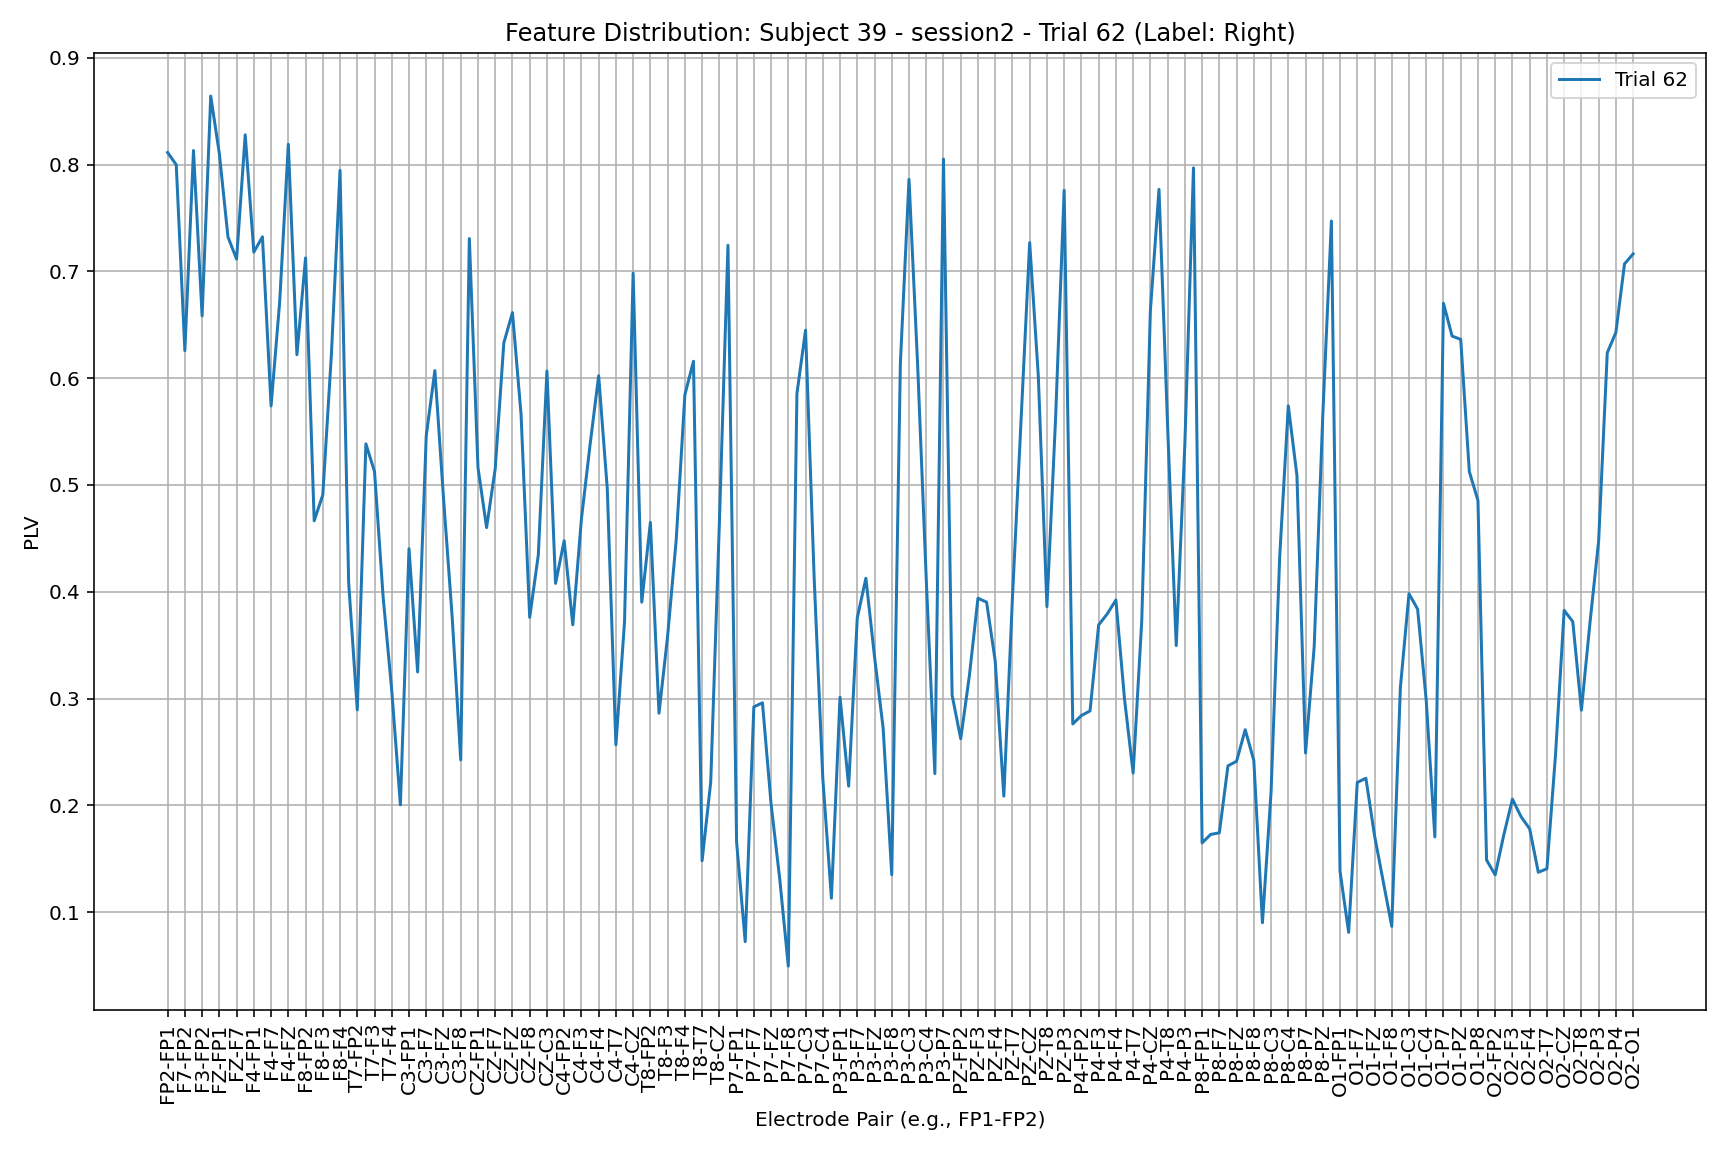 Feature Distribution: Subject 39 - session2 - Trial 62 (Label: Right)
Trial 62
PLV
0.9
0.8
0.7
0.6
0.5
0.4
0.3
0.2
0.1
FP2-FP1
F7-FP2
F3-FP2
FZ-FP1
FZ-F7
F4-FP1
F4-F7
F4-FZ
F8-FP2
F8-F3
F8-F4
T7-FP2
T7-F3
T7-F4
C3-FP1
C3-F7
C3-FZ
C3-F8
CZ-FP1
CZ-F7
CZ-FZ
CZ-F8
CZ-C3
C4-FP2
C4-F3
C4-F4
C4-T7
C4-CZ
T8-FP2
T8-F3
T8-F4
T8-T7
T8-CZ
P7-FP1
P7-F7
P7-FZ
P7-F8
P7-C3
P7-C4
P3-FP1
P3-F7
P3-FZ
P3-F8
P3-C3
P3-C4
P3-P7
PZ-FP2
PZ-F3
PZ-F4
PZ-T7
PZ-CZ
PZ-T8
PZ-P3
P4-FP2
P4-F3
P4-F4
P4-T7
P4-CZ
P4-T8
P4-P3
P8-FP1
P8-F7
P8-FZ
P8-F8
P8-C3
P8-C4
P8-P7
P8-PZ
O1-FP1
O1-F7
O1-FZ
O1-F8
O1-C3
O1-C4
O1-P7
O1-PZ
O1-P8
O2-FP2
O2-F3
O2-F4
O2-T7
O2-CZ
O2-T8
O2-P3
O2-P4
O2-O1
Electrode Pair (e.g., FP1-FP2)